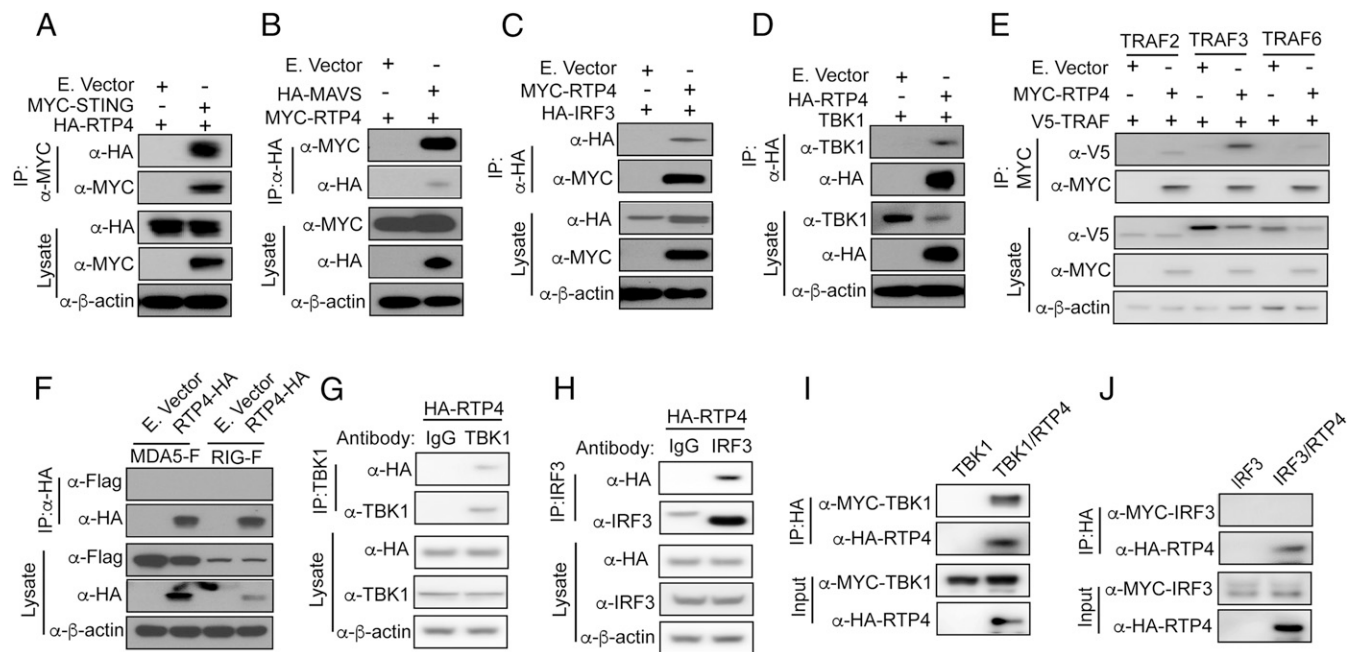 A
E. Vector + -
MYC-STING - +
HA-RTP4 + +
IP: α-MYC
α-HA
α-MYC
Lysate
α-HA
α-MYC
α-β-actin
B
E. Vector + -
HA-MAVS - +
MYC-RTP4 + +
IP:α-HA
α-MYC
α-HA
Lysate
α-MYC
α-HA
α-β-actin
C
E. Vector + -
MYC-RTP4 - +
HA-IRF3 + +
IP: α-HA
α-HA
α-MYC
Lysate
α-HA
α-MYC
α-β-actin
D
E. Vector + -
HA-RTP4 - +
TBK1 + +
IP: α-HA
α-TBK1
α-HA
Lysate
α-TBK1
α-HA
α-β-actin
E
TRAF2 TRAF3 TRAF6
E. Vector + - + - + -
MYC-RTP4 - + - + - +
V5-TRAF + + + + + +
IP: MYC
α-V5
α-MYC
Lysate
α-V5
α-MYC
α-β-actin
F
E. Vector RTP4-HA E. Vector RTP4-HA
MDA5-F RIG-F
IP:α-HA
α-Flag
α-HA
Lysate
α-Flag
α-HA
α-β-actin
G
HA-RTP4
Antibody: IgG TBK1
IP:TBK1
α-HA
α-TBK1
Lysate
α-HA
α-TBK1
α-β-actin
H
HA-RTP4
Antibody: IgG IRF3
IP:IRF3
α-HA
α-IRF3
Lysate
α-HA
α-IRF3
α-β-actin
I
TBK1 TBK1/RTP4
IP:HA
α-MYC-TBK1
α-HA-RTP4
Input
α-MYC-TBK1
α-HA-RTP4
J
IRF3 IRF3/RTP4
IP:HA
α-MYC-IRF3
α-HA-RTP4
Input
α-MYC-IRF3
α-HA-RTP4